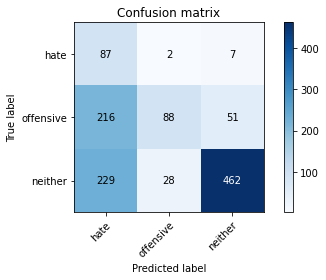 Confusion matrix
hate 87 2 7
offensive 216 88 51
neither 229 28 462
hate offensive neither
True label
Predicted label
400
300
200
100